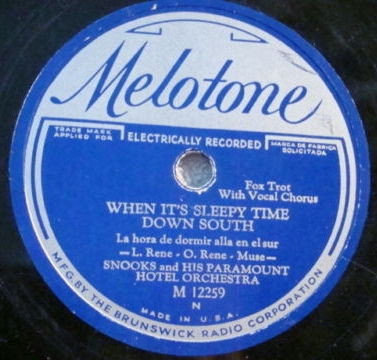 Melotone
TRADE MARK
APPLIED FOR
ELECTRICALLY RECORDED
MARCA DE FABRICA
SOLICITADA
Fox Trot
With Vocal Chorus
WHEN IT'S SLEEPY TIME
DOWN SOUTH
La hora de dormir alla en el sur
-L. Rene - O. Rene - Muse-
SNOOKS and HIS PARAMOUNT
HOTEL ORCHESTRA
M 12259
N
MADE IN U.S.A.
MFG. BY THE BRUNSWICK RADIO CORPORATION